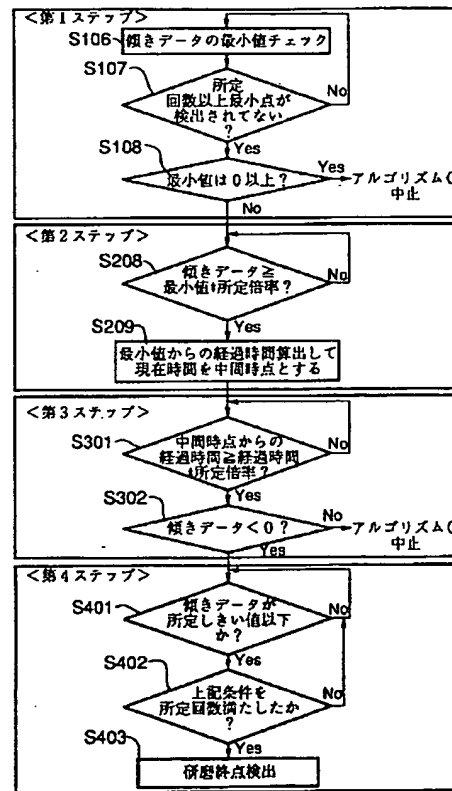 <第1ステップ>
S106
傾きデータの最小値チェック
S107
所定
回数以上最小点が
検出されてない
?
No
Yes
S108
最小値は0以上?
Yes
アルゴリズム
中止
No
<第2ステップ>
S208
傾きデータ≧
最小値*所定倍率?
No
Yes
S209
最小値からの経過時間算出して
現在時間を中間時点とする
<第3ステップ>
S301
中間時点からの
経過時間≧経過時間
*所定倍率?
No
Yes
S302
傾きデータ<0?
No
アルゴリズム
中止
Yes
<第4ステップ>
S401
傾きデータが
所定しきい値以下
か?
No
Yes
S402
上記条件を
所定回数満たしたか
?
No
Yes
S403
研磨終点検出